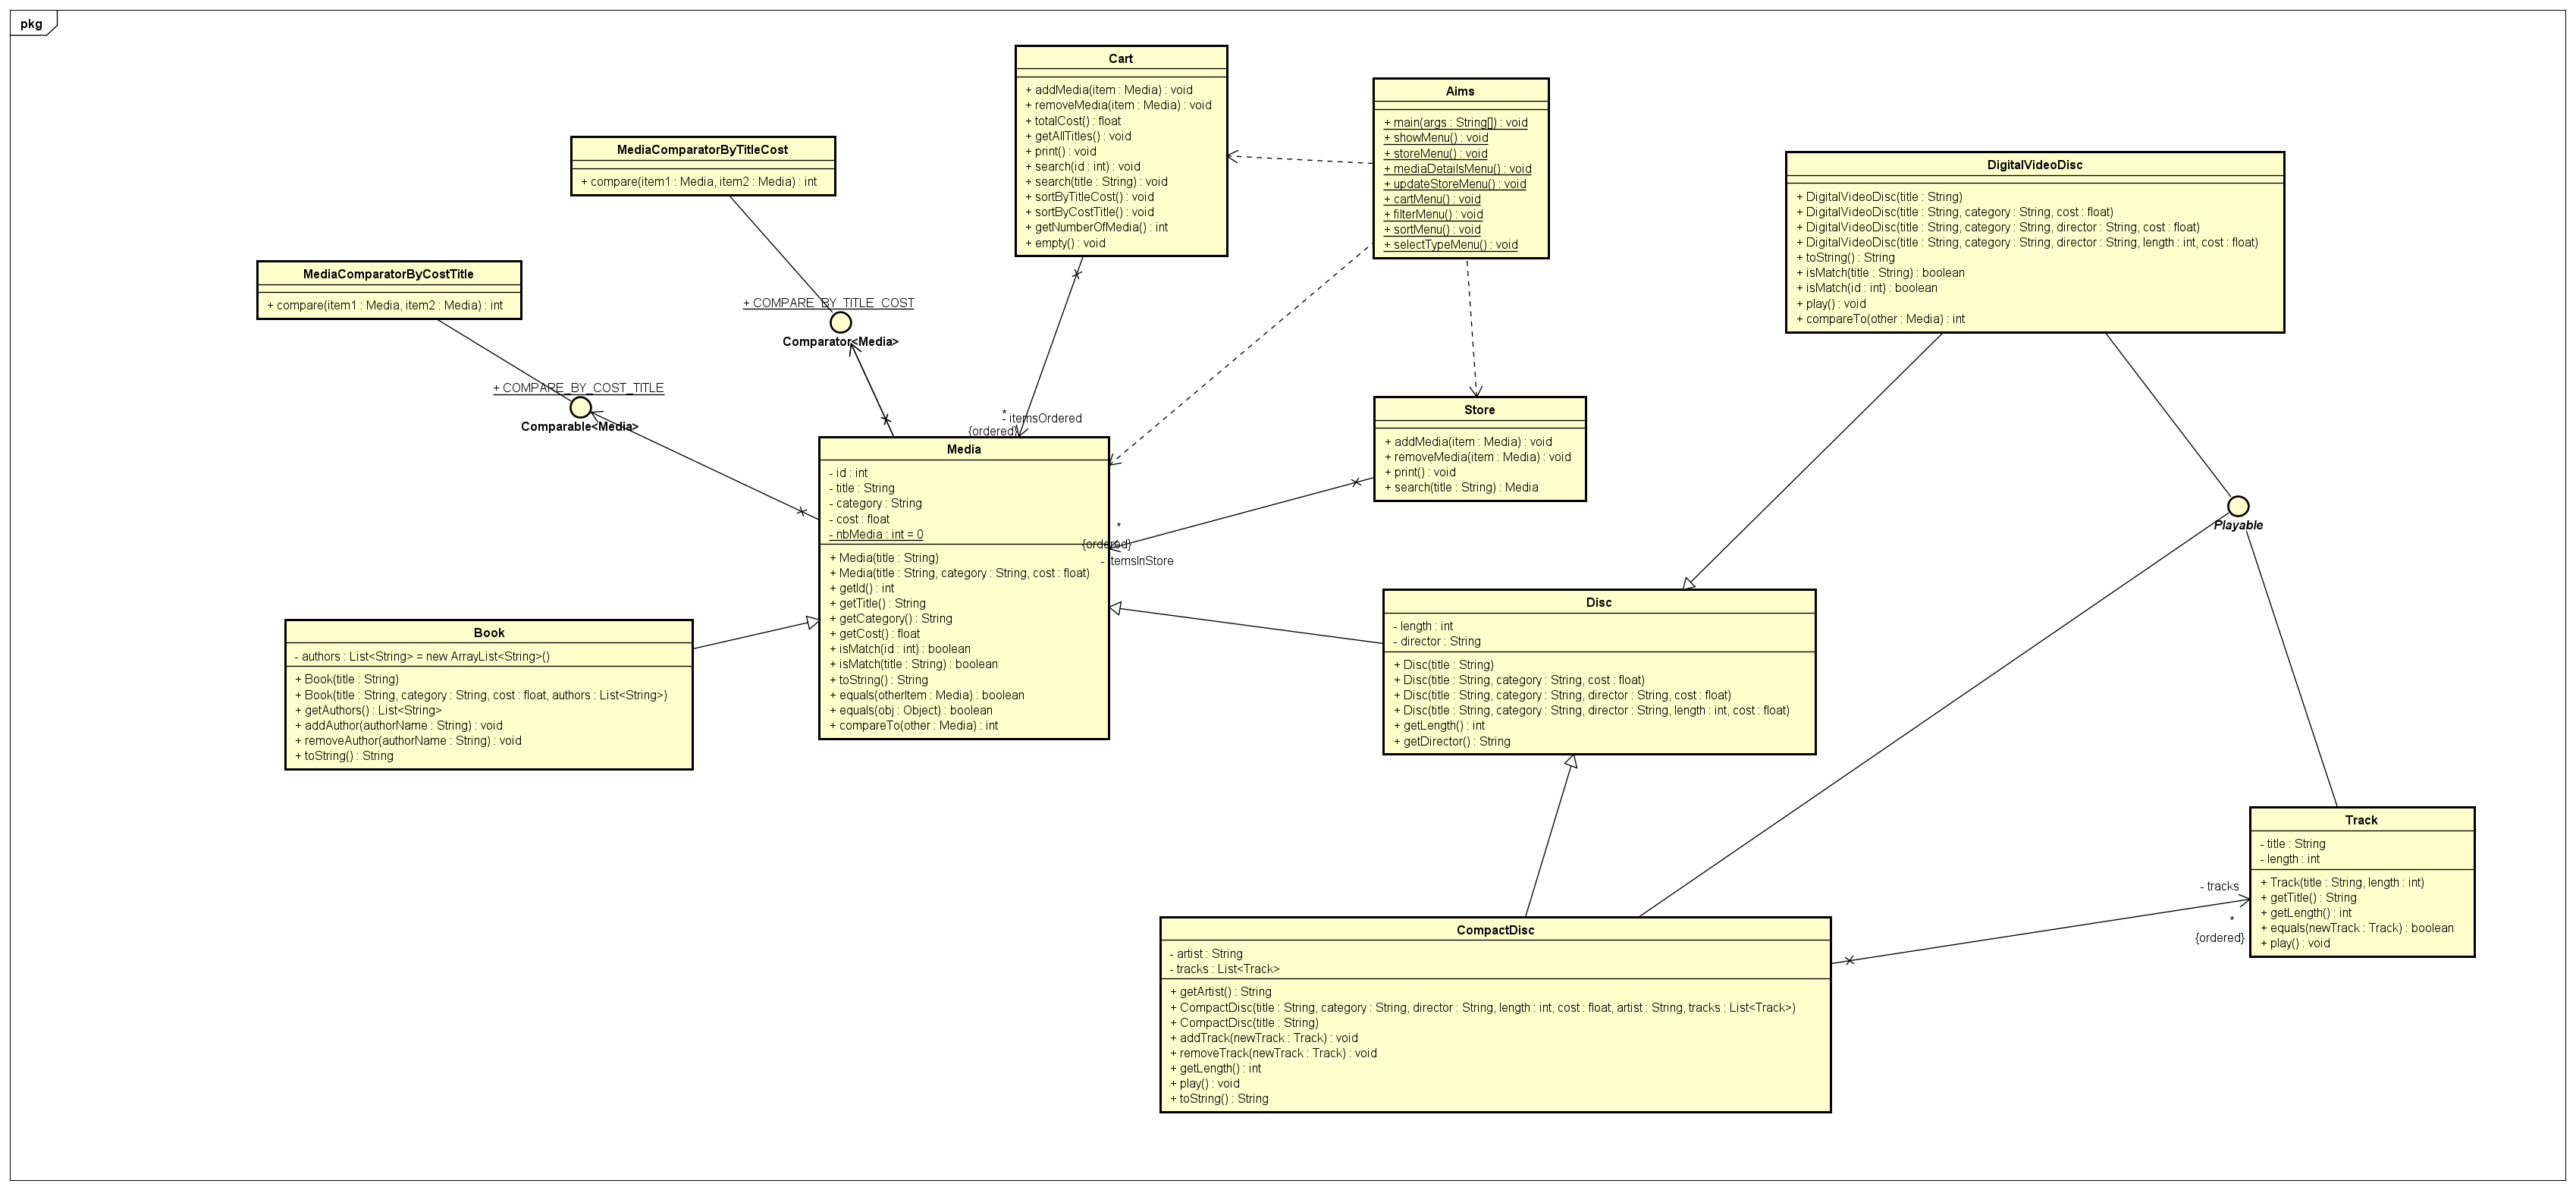 pkg
Cart
+ addMedia(item : Media) : void
+ removeMedia(item : Media) : void
+ totalCost() : float
+ getAllTitles() : void
+ print() : void
+ search(id : int) : void
+ search(title : String) : void
+ sortByTitleCost() : void
+ sortByCostTitle() : void
+ getNumberOfMedia() : int
+ empty() : void
Aims
+ main(args : String[]) : void
+ showMenu() : void
+ storeMenu() : void
+ mediaDetailsMenu() : void
+ updateStoreMenu() : void
+ cartMenu() : void
+ filterMenu() : void
+ sortMenu() : void
+ selectTypeMenu() : void
MediaComparatorByTitleCost
+ compare(item1 : Media, item2 : Media) : int
DigitalVideoDisc
+ DigitalVideoDisc(title : String)
+ DigitalVideoDisc(title : String, category : String, cost : float)
+ DigitalVideoDisc(title : String, category : String, director : String, cost : float)
+ DigitalVideoDisc(title : String, category : String, director : String, length : int, cost : float)
+ toString() : String
+ isMatch(title : String) : boolean
+ isMatch(id : int) : boolean
+ play() : void
+ compareTo(other : Media) : int
MediaComparatorByCostTitle
+ compare(item1 : Media, item2 : Media) : int
+ COMPARE_BY_TITLE_COST
Comparator<Media>
+ COMPARE_BY_COST_TITLE
Comparable<Media>
*
- itemsOrdered
{ordered}
Store
+ addMedia(item : Media) : void
+ removeMedia(item : Media) : void
+ print() : void
+ search(title : String) : Media
Media
- id : int
- title : String
- category : String
- cost : float
- nbMedia : int = 0
+ Media(title : String)
+ Media(title : String, category : String, cost : float)
+ getId() : int
+ getTitle() : String
+ getCategory() : String
+ getCost() : float
+ isMatch(id : int) : boolean
+ isMatch(title : String) : boolean
+ toString() : String
+ equals(otherItem : Media) : boolean
+ equals(obj : Object) : boolean
+ compareTo(other : Media) : int
*
{ordered}
- itemsInStore
Playable
Disc
- length : int
- director : String
+ Disc(title : String)
+ Disc(title : String, category : String, cost : float)
+ Disc(title : String, category : String, director : String, cost : float)
+ Disc(title : String, category : String, director : String, length : int, cost : float)
+ getLength() : int
+ getDirector() : String
Book
- authors : List<String> = new ArrayList<String>()
+ Book(title : String)
+ Book(title : String, category : String, cost : float, authors : List<String>)
+ getAuthors() : List<String>
+ addAuthor(authorName : String) : void
+ removeAuthor(authorName : String) : void
+ toString() : String
Track
- title : String
- length : int
+ Track(title : String, length : int)
+ getTitle() : String
+ getLength() : int
+ equals(newTrack : Track) : boolean
+ play() : void
- tracks
*
{ordered}
CompactDisc
- artist : String
- tracks : List<Track>
+ getArtist() : String
+ CompactDisc(title : String, category : String, director : String, length : int, cost : float, artist : String, tracks : List<Track>)
+ CompactDisc(title : String)
+ addTrack(newTrack : Track) : void
+ removeTrack(newTrack : Track) : void
+ getLength() : int
+ play() : void
+ toString() : String